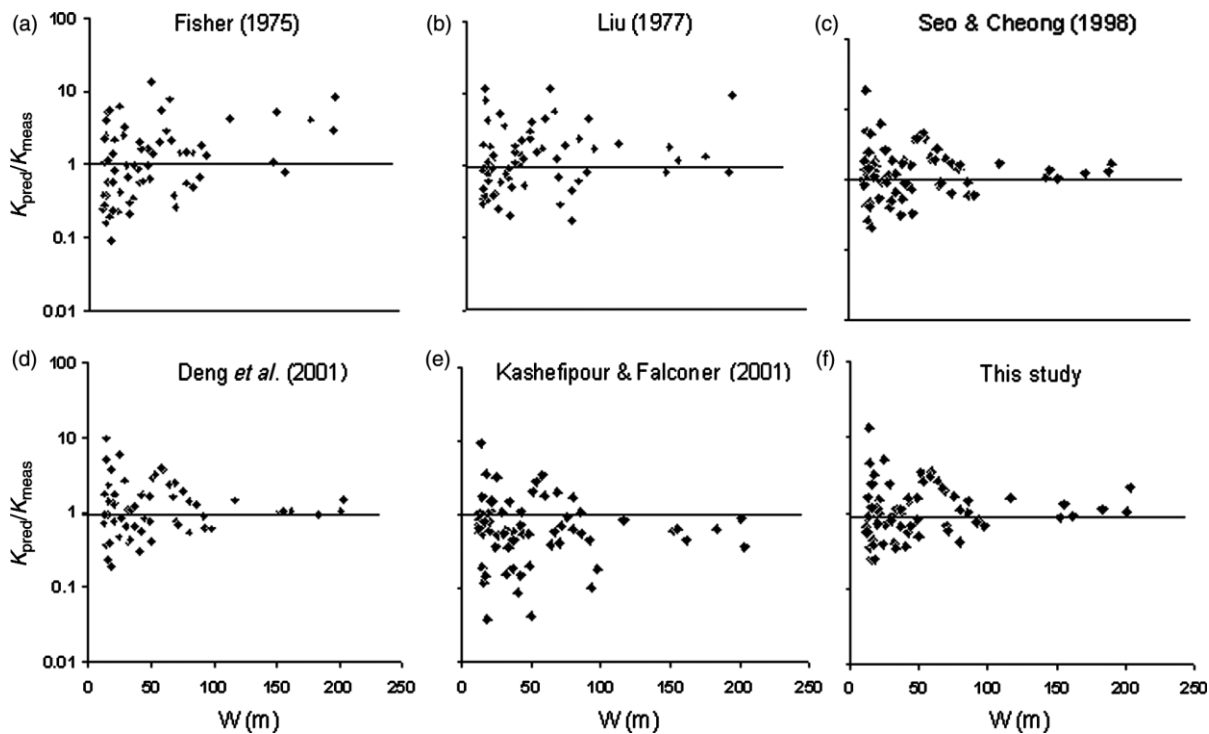 (a) Fisher (1975)
(b) Liu (1977)
(c) Seo & Cheong (1998)
100
10
1
0.1
0.01
Kpred/Kmeas
(d) Deng et al. (2001)
(e) Kashefipour & Falconer (2001)
(f) This study
100
10
1
0.1
0.01
Kpred/Kmeas
0 50 100 150 200 250
0 50 100 150 200 250
0 50 100 150 200 250
W (m)
W (m)
W (m)